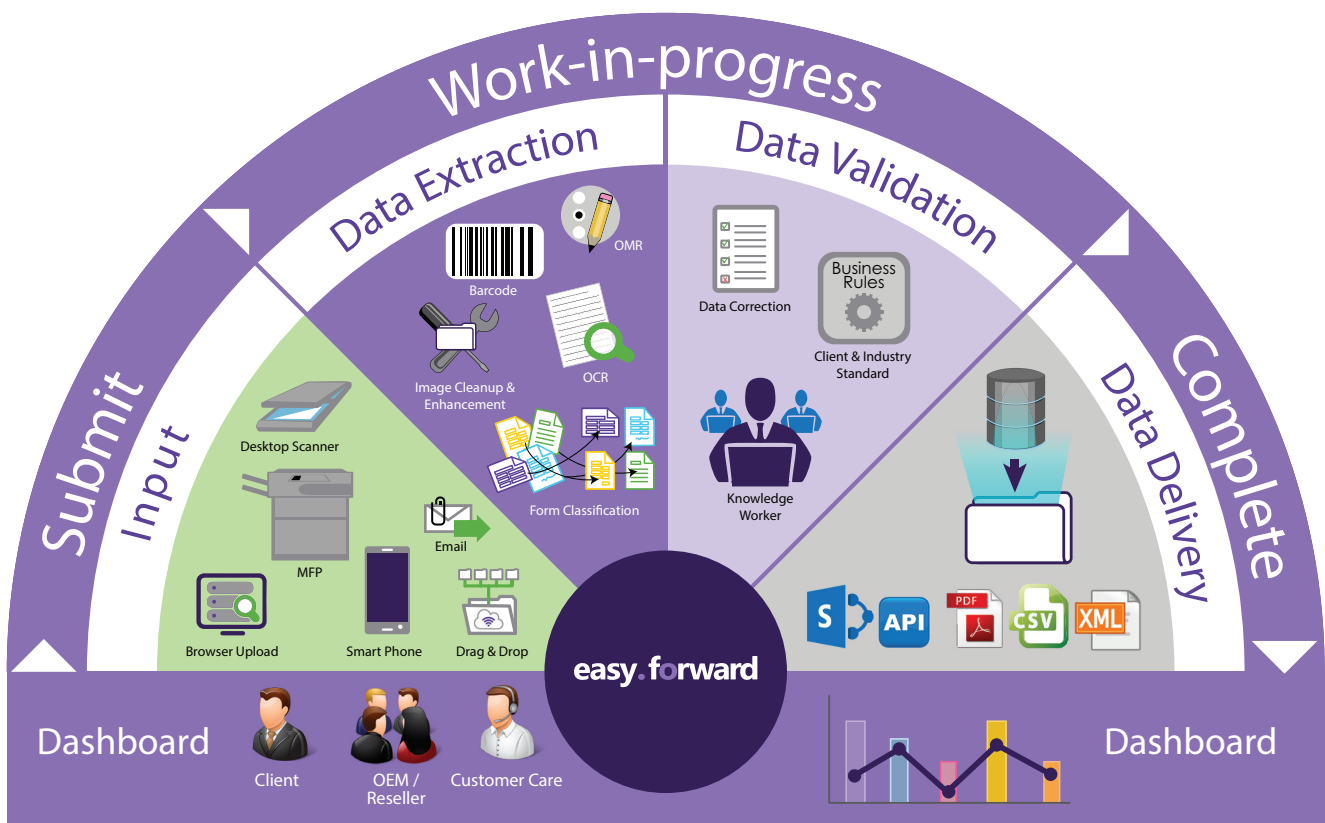 Work-in-progress
Submit
Complete
Input
Data Extraction
Data Validation
Data Delivery
OMR
Barcode
Image Cleanup &
Enhancement
OCR
Form Classification
Data Correction
Business
Rules
Client & Industry
Standard
Knowledge
Worker
Desktop Scanner
MFP
Email
Browser Upload
Smart Phone
Drag & Drop
S
API
PDF
CSV
XML
easy.forward
Dashboard
Client
OEM /
Reseller
Customer Care
Dashboard